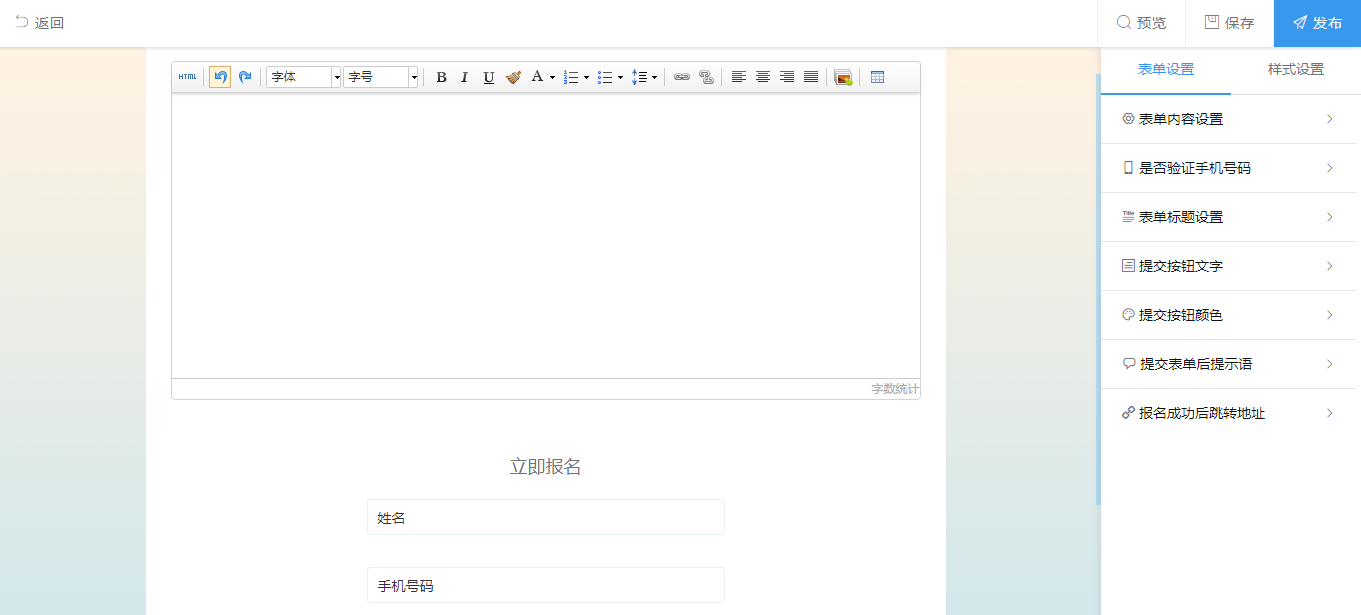 返回
预览
保存
发布
HTML
字体
字号
B
I
U
A
字数统计
立即报名
姓名
手机号码
表单设置
样式设置
表单内容设置
是否验证手机号码
Title
表单标题设置
提交按钮文字
提交按钮颜色
提交表单后提示语
报名成功后跳转地址